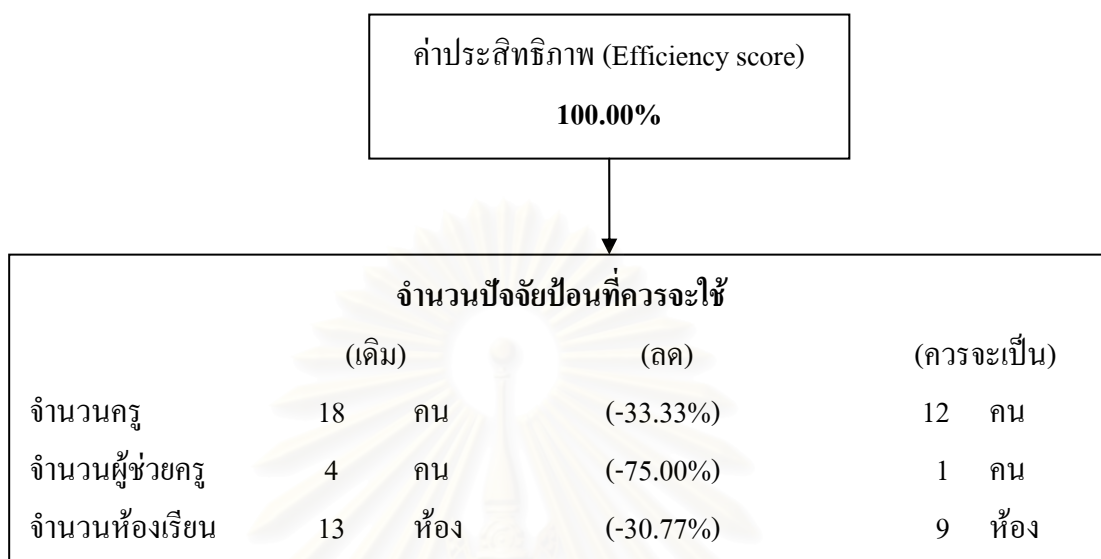 ค่าประสิทธิภาพ (Efficiency score)
100.00%
จำนวนปัจจัยป้อนที่ควรจะใช้
(เดิม) (ลด) (ควรจะเป็น)
จำนวนครู 18 คน (-33.33%) 12 คน
จำนวนผู้ช่วยครู 4 คน (-75.00%) 1 คน
จำนวนห้องเรียน 13 ห้อง (-30.77%) 9 ห้อง